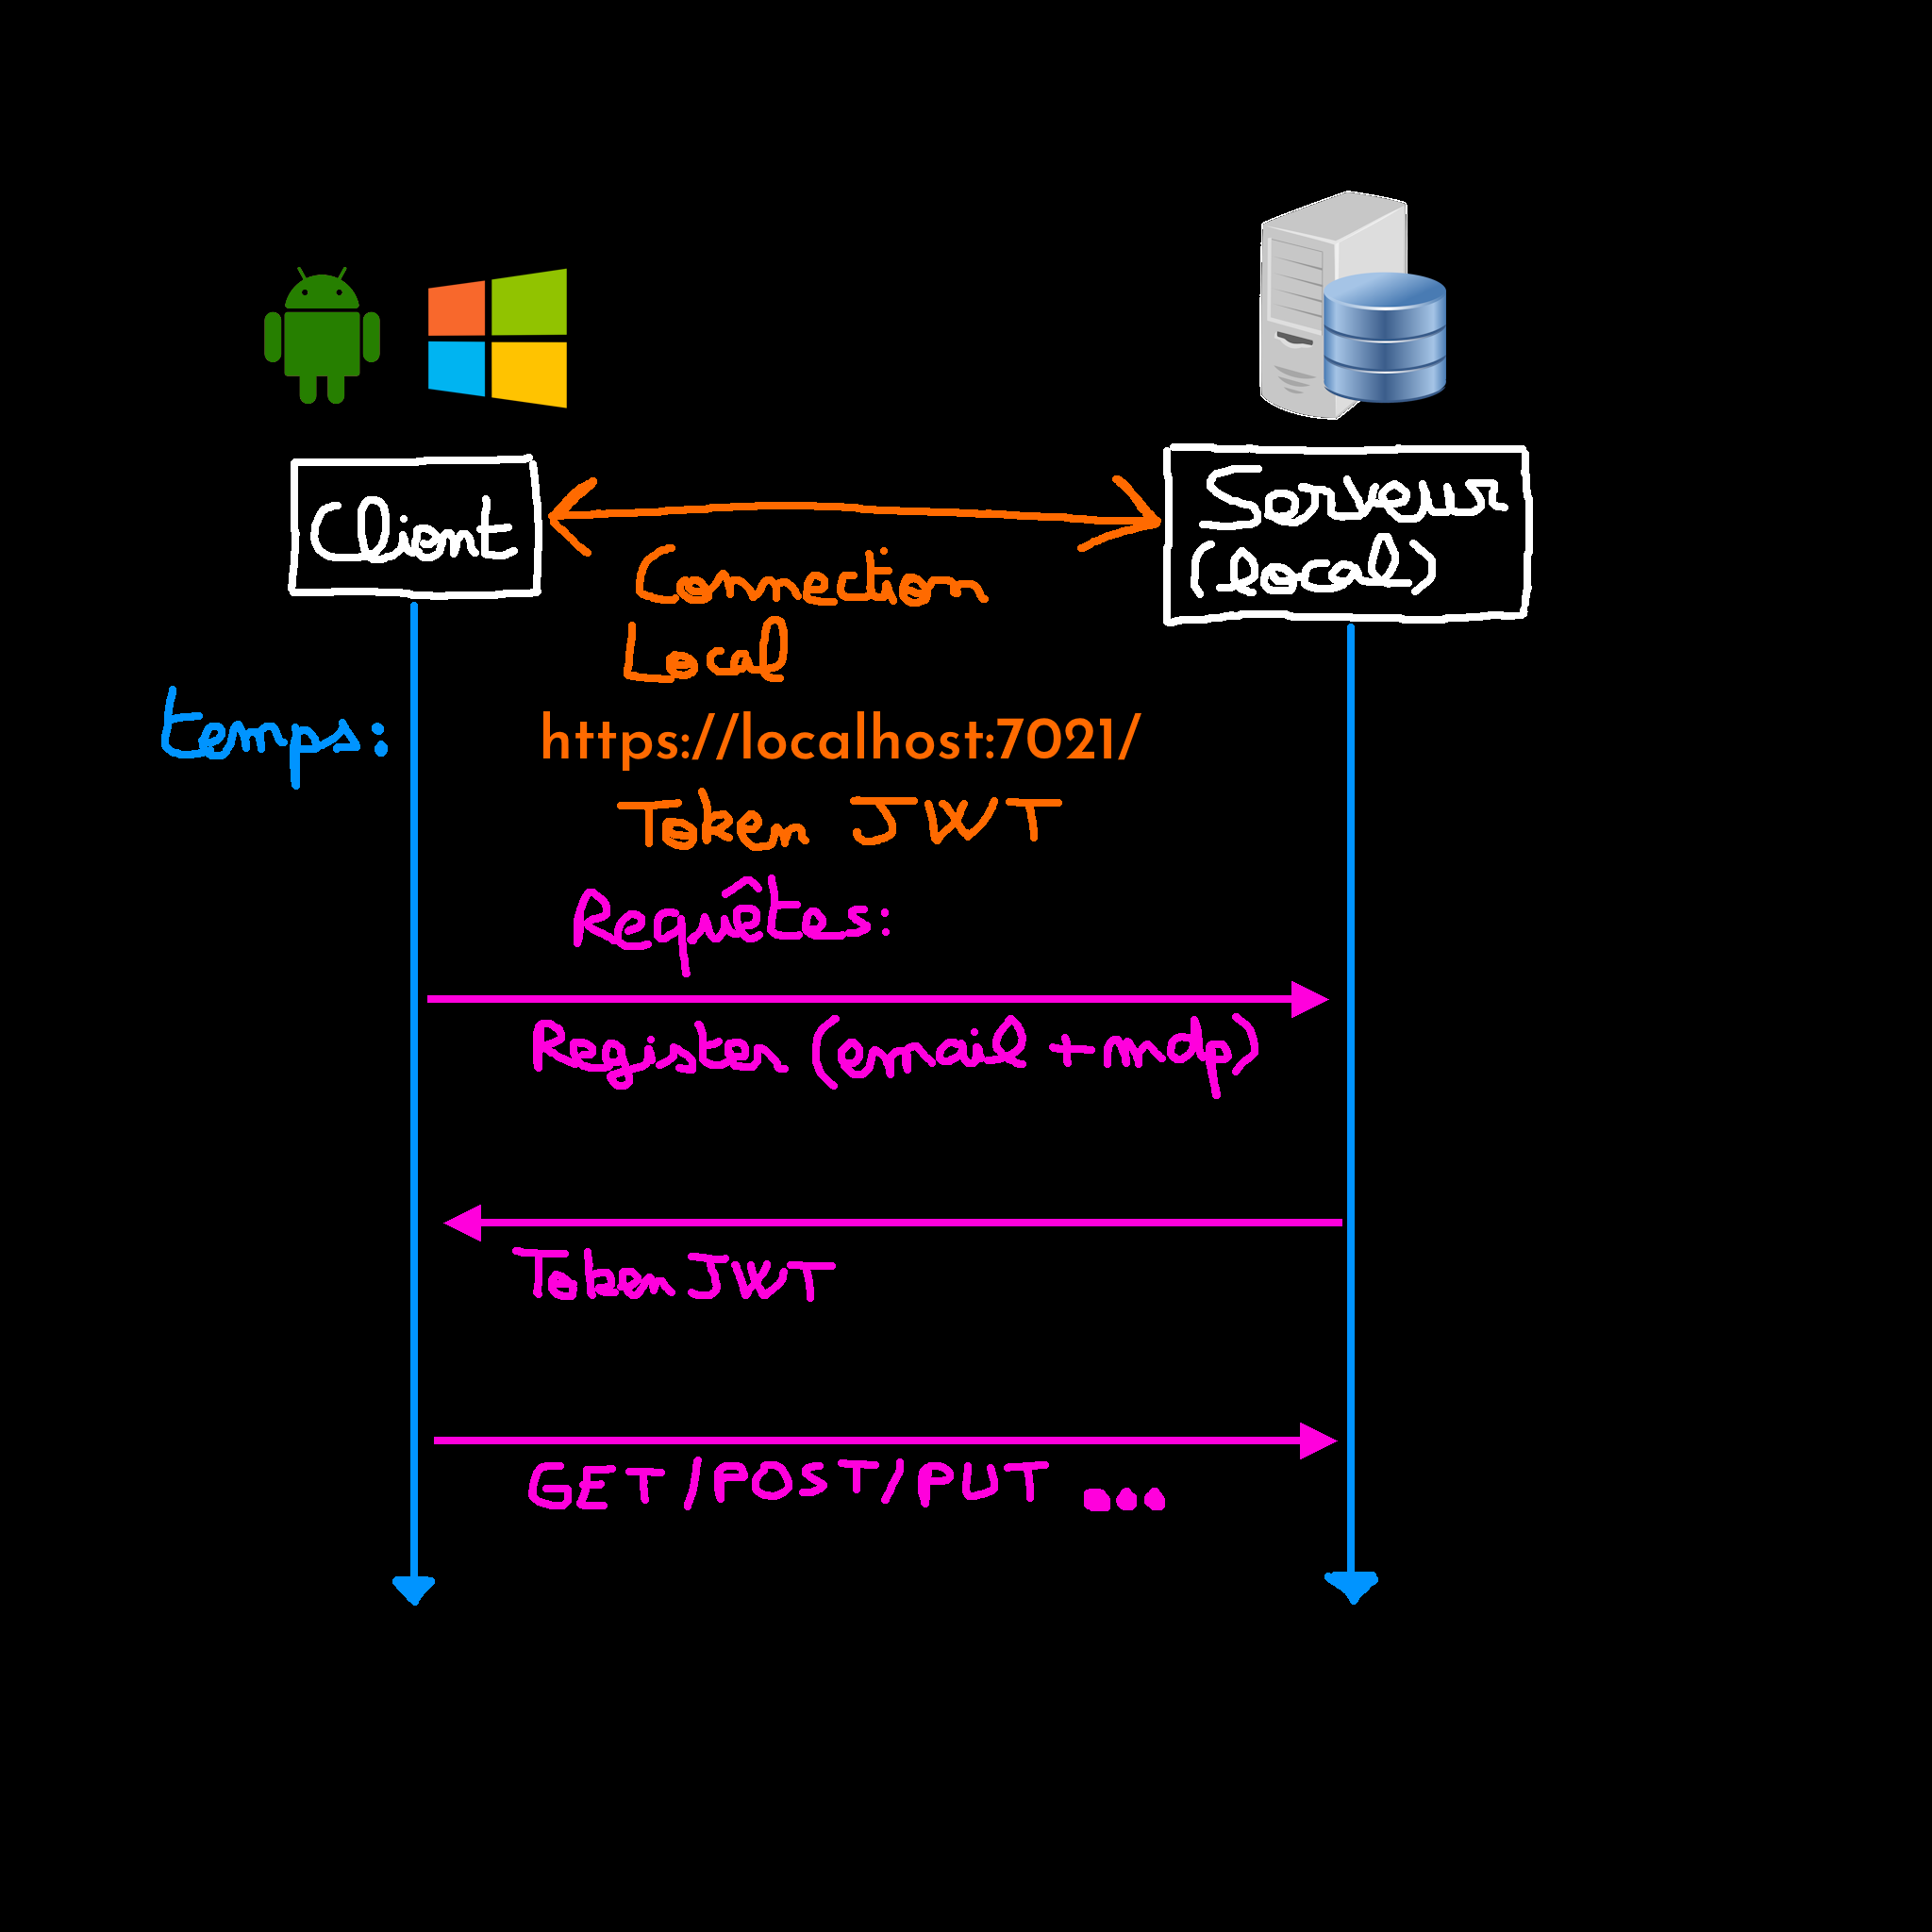 Client
Serveur
(local)
Connection
Local
temps:
https://localhost:7021/
Token JWT
Requêtes:
Register (email + mdp)
Token JWT
GET/POST/PUT ...